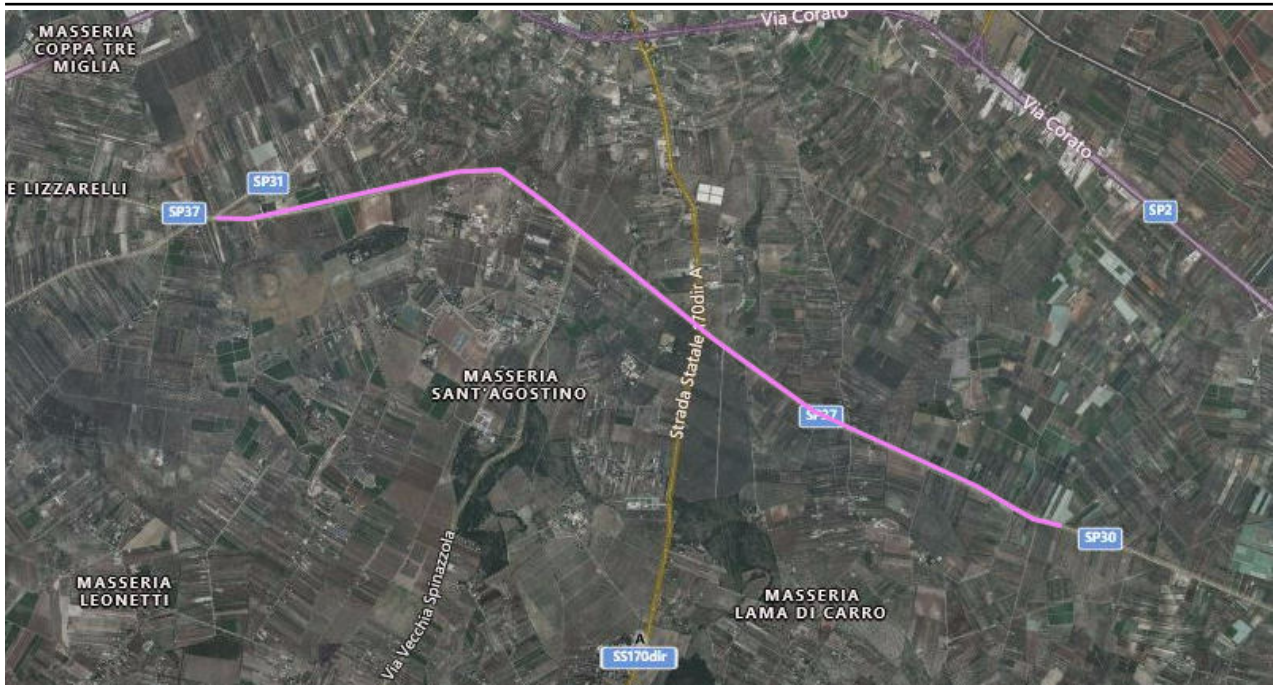 MASSERIA
COPPA TRE
MIGLIA
Via Corato
Via Corato
E LIZZARELLI
SP31
SP37
SP2
Strada Statale 170dir A
MASSERIA
SANT'AGOSTINO
SP37
SP30
Via Vecchia Spinazzola
MASSERIA
LEONETTI
MASSERIA
LAMA DI CARRO
A
SS170dir